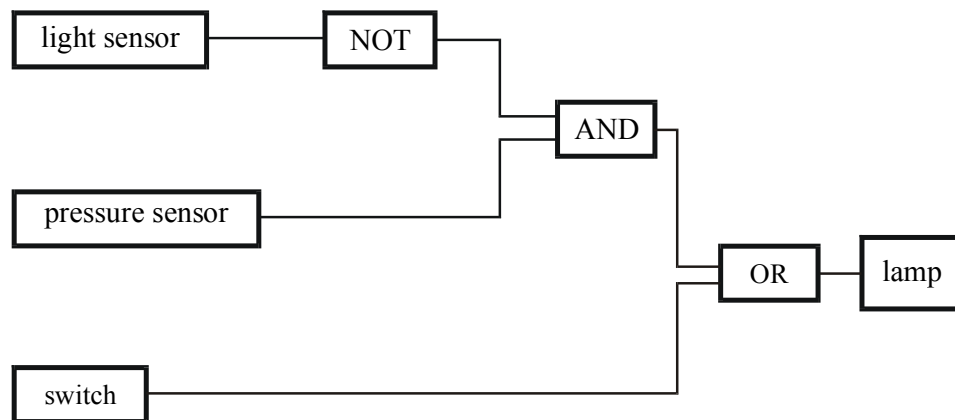 light sensor
NOT
AND
pressure sensor
OR
lamp
switch